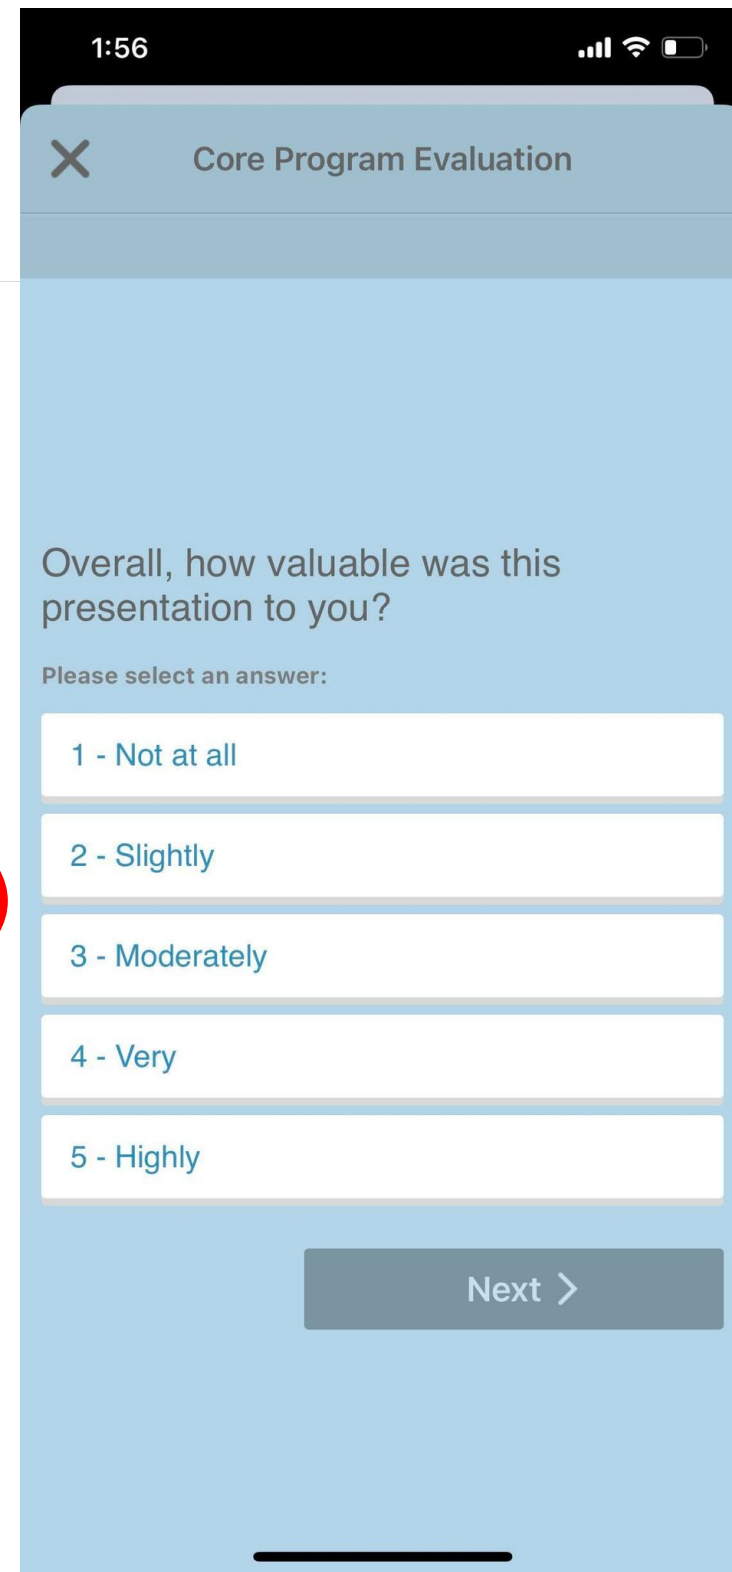 1:56
Core Program Evaluation
Overall, how valuable was this
presentation to you?
Please select an answer:
1 - Not at all
2 - Slightly
3 - Moderately
4 - Very
5 - Highly
Next